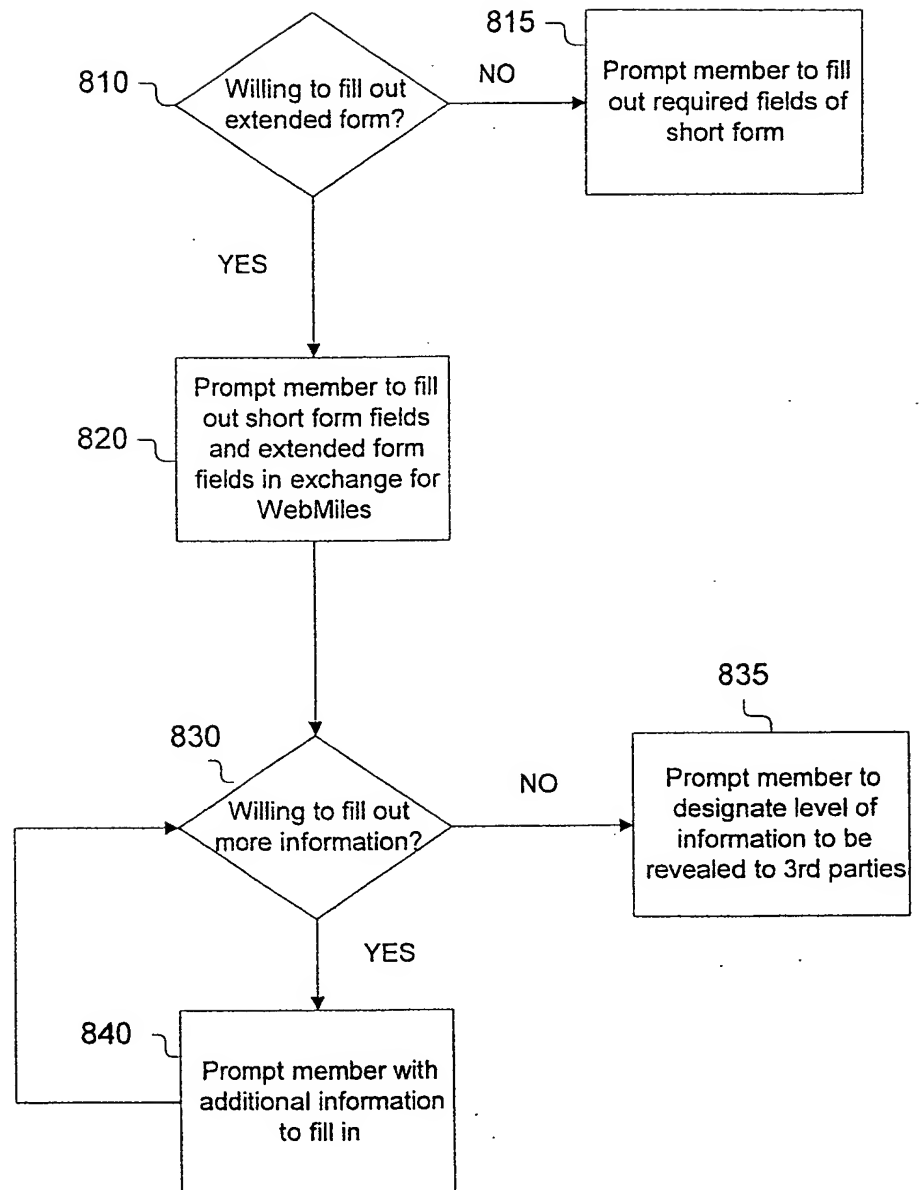 815
810
Willing to fill out
extended form?
NO
Prompt member to fill
out required fields of
short form
YES
820
Prompt member to fill
out short form fields
and extended form
fields in exchange for
WebMiles
830
Willing to fill out
more information?
NO
835
Prompt member to
designate level of
information to be
revealed to 3rd parties
YES
840
Prompt member with
additional information
to fill in